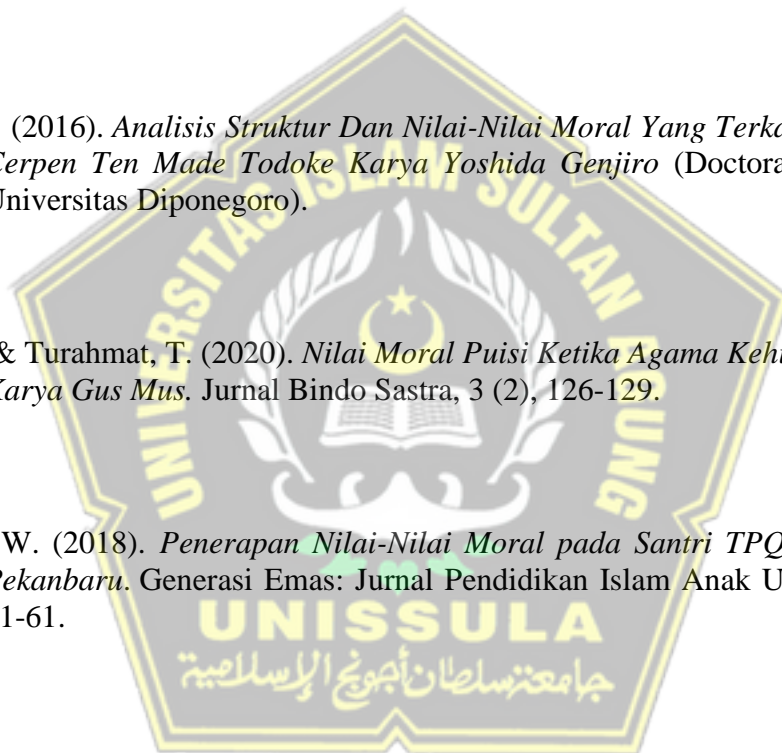 (2016). Analisis Struktur Dan Nilai-Nilai Moral Yang
Cerpen Ten Made Todoke Karya Yoshida Genjiro
Universitas Diponegoro).
& Turahmat, T. (2020). Nilai Moral Puisi Ketika Agama
Karya Gus Mus. Jurnal Bindo Sastra, 3 (2), 126-129.
W. (2018). Penerapan Nilai-Nilai Moral pada Santri TPQ
Pekanbaru. Generasi Emas: Jurnal Pendidikan Islam Anak
1-61.
UNIVERSITAS ISLAM SULTAN AGUNG
UNISSULA
جامعة سلطان أجونج الإسلامية